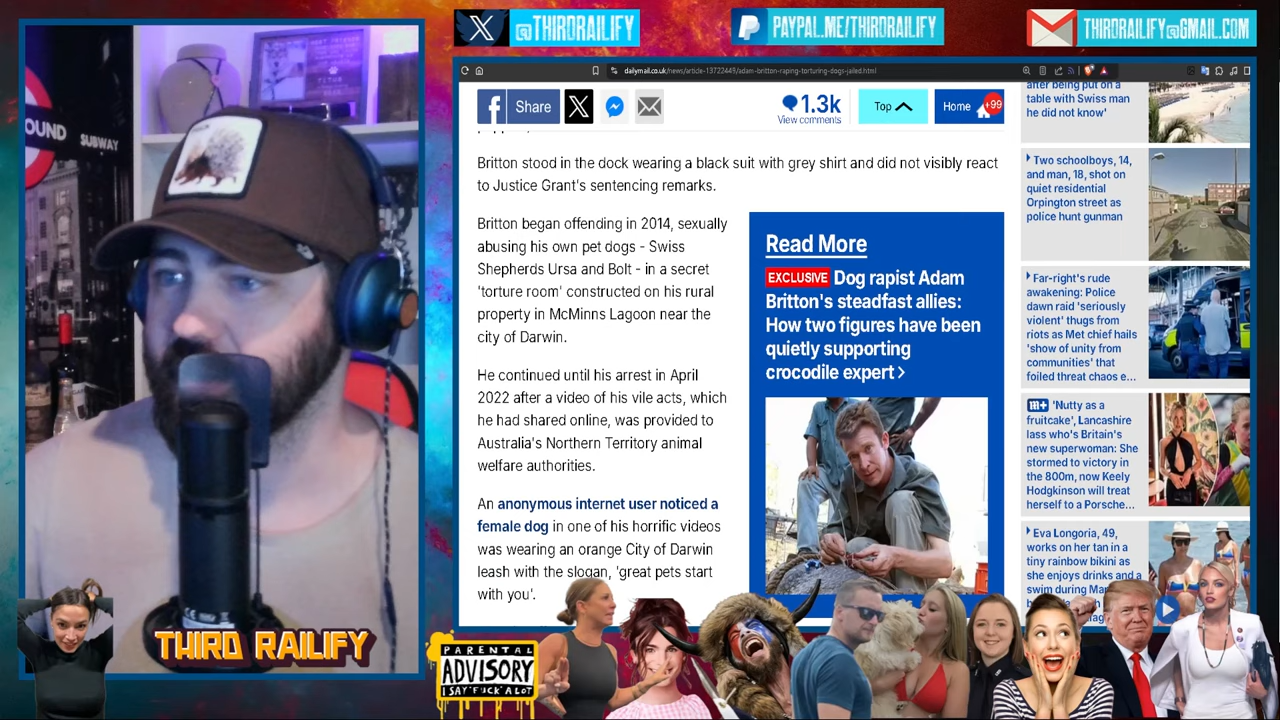 @THIRDRAILIFY
PAYPAL.ME/THIRDRAILIFY
THIRDRAILIFY@GMAIL.COM
OUND
SUBWAY
dailymail.co.uk/news/article-13722449/adam-britton-raping-torturing-dogs-jailed.html
Share
1.3k
View comments
Top
Home
+99
Britton stood in the dock wearing a black suit with grey shirt and did not visibly react
to Justice Grant's sentencing remarks.
Britton began offending in 2014, sexually
abusing his own pet dogs - Swiss
Shepherds Ursa and Bolt - in a secret
'torture room' constructed on his rural
property in McMinns Lagoon near the
city of Darwin.
He continued until his arrest in April
2022 after a video of his vile acts, which
he had shared online, was provided to
Australia's Northern Territory animal
welfare authorities.
An anonymous internet user noticed a
female dog in one of his horrific videos
was wearing an orange City of Darwin
leash with the slogan, 'great pets start
with you'.
Read More
EXCLUSIVE Dog rapist Adam
Britton's steadfast allies:
How two figures have been
quietly supporting
crocodile expert
after being put on a
table with Swiss man
he did not know'
Two schoolboys, 14,
and man, 18, shot on
quiet residential
Orpington street as
police hunt gunman
Far-right's rude
awakening: Police
dawn raid 'seriously
violent' thugs from
riots as Met chief hails
'show of unity from
communities' that
foiled threat chaos e...
m+ 'Nutty as a
fruitcake', Lancashire
lass who's Britain's
new superwoman: She
stormed to victory in
the 800m, now Keely
Hodgkinson will treat
herself to a Porsche...
Eva Longoria, 49,
works on her tan in a
tiny rainbow bikini as
she enjoys drinks and a
swim during
THIRD RAILIFY
PARENTAL
ADVISORY
I SAY "FUCK" A LOT